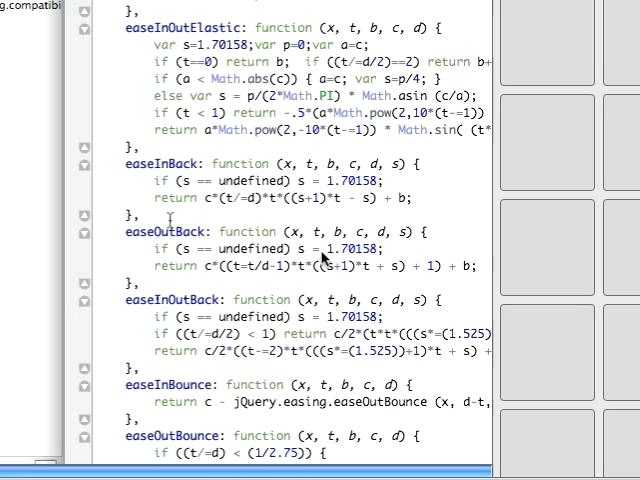 g.compatibi
},
easeInOutElastic: function (x, t, b, c, d) {
var s=1.70158;var p=0;var a=c;
if (t==0) return b;  if ((t/=d/2)==2) return b+
if (a < Math.abs(c)) { a=c; var s=p/4; }
else var s = p/(2*Math.PI) * Math.asin (c/a);
if (t < 1) return -.5*(a*Math.pow(2,10*(t-=1))
return a*Math.pow(2,-10*(t-=1)) * Math.sin( (t*
},
easeInBack: function (x, t, b, c, d, s) {
if (s == undefined) s = 1.70158;
return c*(t/=d)*t*((s+1)*t - s) + b;
},
easeOutBack: function (x, t, b, c, d, s) {
if (s == undefined) s = 1.70158;
return c*((t=t/d-1)*t*((s+1)*t + s) + 1) + b;
},
easeInOutBack: function (x, t, b, c, d, s) {
if (s == undefined) s = 1.70158;
if ((t/=d/2) < 1) return c/2*(t*t*(((s*=(1.525)
return c/2*((t-=2)*t*(((s*=(1.525))+1)*t + s) +
},
easeInBounce: function (x, t, b, c, d) {
return c - jQuery.easing.easeOutBounce (x, d-t,
},
easeOutBounce: function (x, t, b, c, d) {
if ((t/=d) < (1/2.75)) {